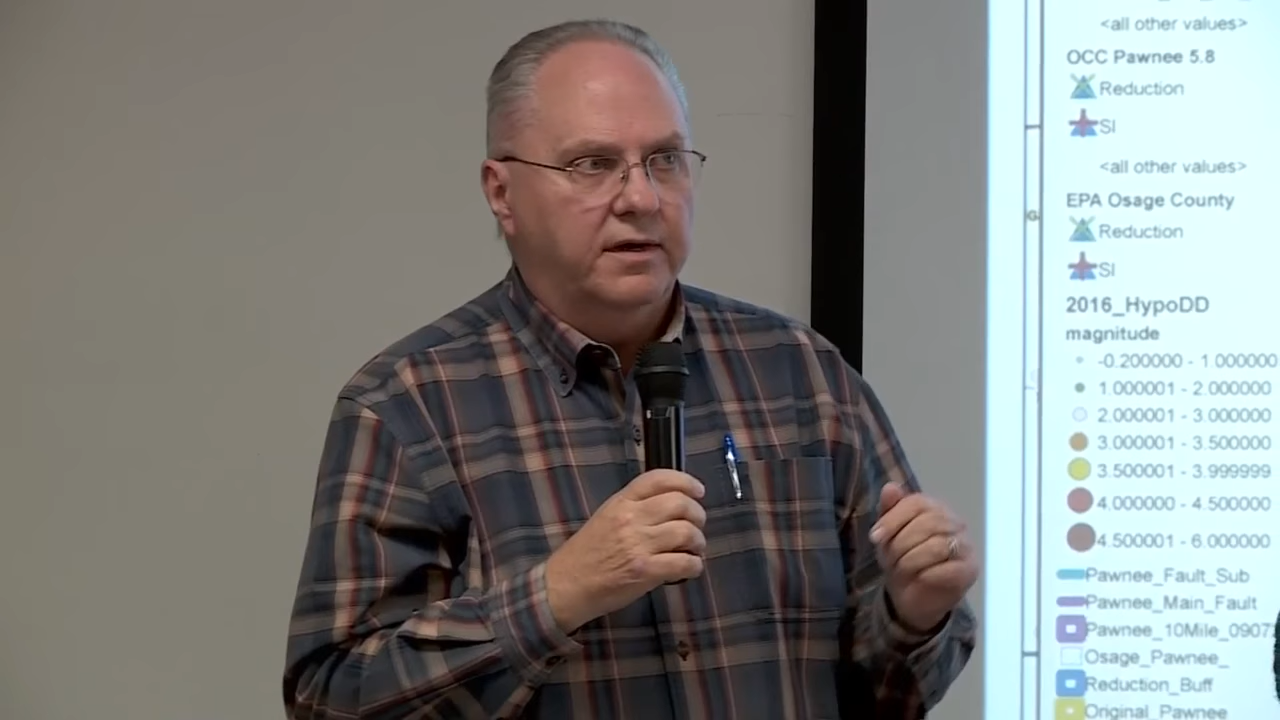 <all other values>
OCC Pawnee 5.8
Reduction
SI
<all other values>
EPA Osage County
Reduction
SI
2016_HypoDD
magnitude
-0.200000 - 1.000000
1.000001 - 2.000000
2.000001 - 3.000000
3.000001 - 3.500000
3.500001 - 3.999999
4.000000 - 4.500000
4.500001 - 6.000000
Pawnee_Fault_Sub
Pawnee_Main_Fault
Pawnee_10Mile_0907
Osage_Pawnee_
Reduction_Buff
Original_Pawnee